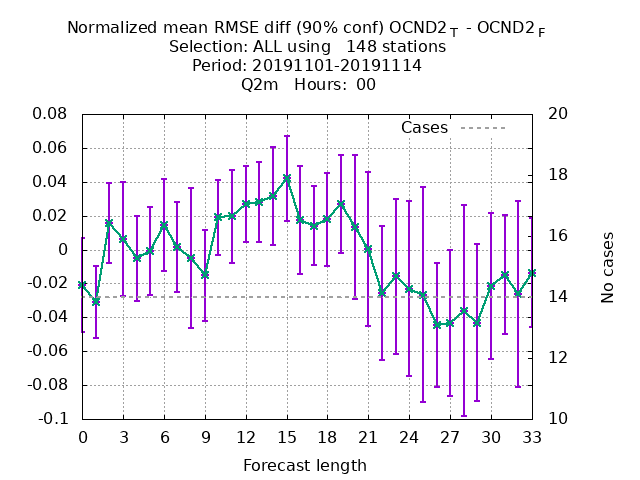 Normalized mean RMSE diff (90% conf) OCND2 T - OCND2 F
Selection: ALL using   148 stations
Period: 20191101-20191114
Q2m   Hours:  00
Cases
0.08
0.06
0.04
0.02
0
-0.02
-0.04
-0.06
-0.08
-0.1
20
18
16
14
12
10
No cases
0 3 6 9 12 15 18 21 24 27 30 33
Forecast length